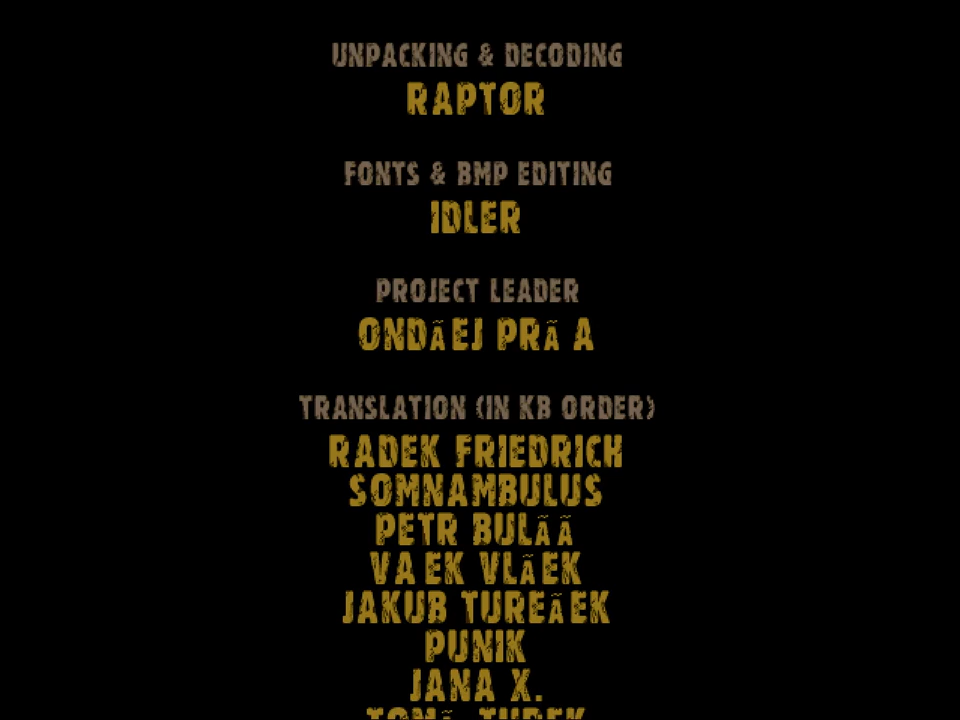 UNPACKING & DECODING
RAPTOR
FONTS & BMP EDITING
IDLER
PROJECT LEADER
ONDÃEJ PRÃ A
TRANSLATION (IN KB ORDER)
RADEK FRIEDRICH
SOMNAMBULUS
PETR BULÃÃ
VA EK VLÃEK
JAKUB TUREÃEK
PUNIK
JANA X.
TUREK